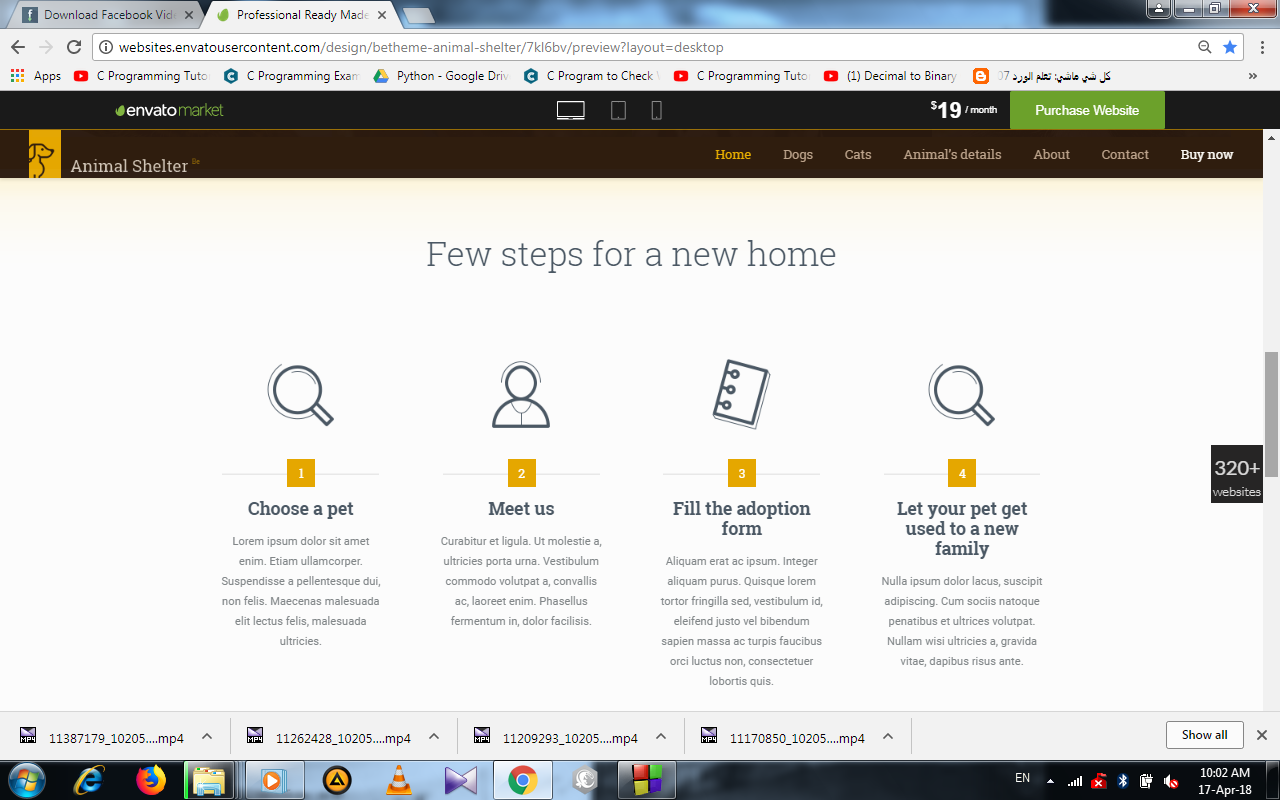 Download Facebook Vide
Professional Ready Made
websites.envatousercontent.com/design/betheme-animal-shelter/7kl6bv/preview?layout=desktop
Apps C Programming Tuto C Programming Exam Python - Google Driv C Program to Check C Programming Tuto (1) Decimal to Binary كل شي هاشي: تعلم الورد 07 »
envato market $19 / month Purchase Website
Animal Shelter Be Home Dogs Cats Animal's details About Contact Buy now
Few steps for a new home
320+
websites
1
Choose a pet
Lorem ipsum dolor sit amet
enim. Etiam ullamcorper.
Suspendisse a pellentesque dui,
non felis. Maecenas malesuada
elit lectus felis, malesuada
ultricies.
2
Meet us
Curabitur et ligula. Ut molestie a,
ultricies porta urna. Vestibulum
commodo volutpat a, convallis
ac, laoreet enim. Phasellus
fermentum in, dolor facilisis.
3
Fill the adoption
form
Aliquam erat ac ipsum. Integer
aliquam purus. Quisque lorem
tortor fringilla sed, vestibulum id,
eleifend justo vel bibendum
sapien massa ac turpis faucibus
orci luctus non, consectetuer
lobortis quis.
4
Let your pet get
used to a new
family
Nulla ipsum dolor lacus, suscipit
adipiscing. Cum sociis natoque
penatibus et ultrices volutpat.
Nullam wisi ultricies a, gravida
vitae, dapibus risus ante.
11387179_10205....mp4 11262428_10205....mp4 11209293_10205....mp4 11170850_10205....mp4 Show all
EN 10:02 AM
17-Apr-18